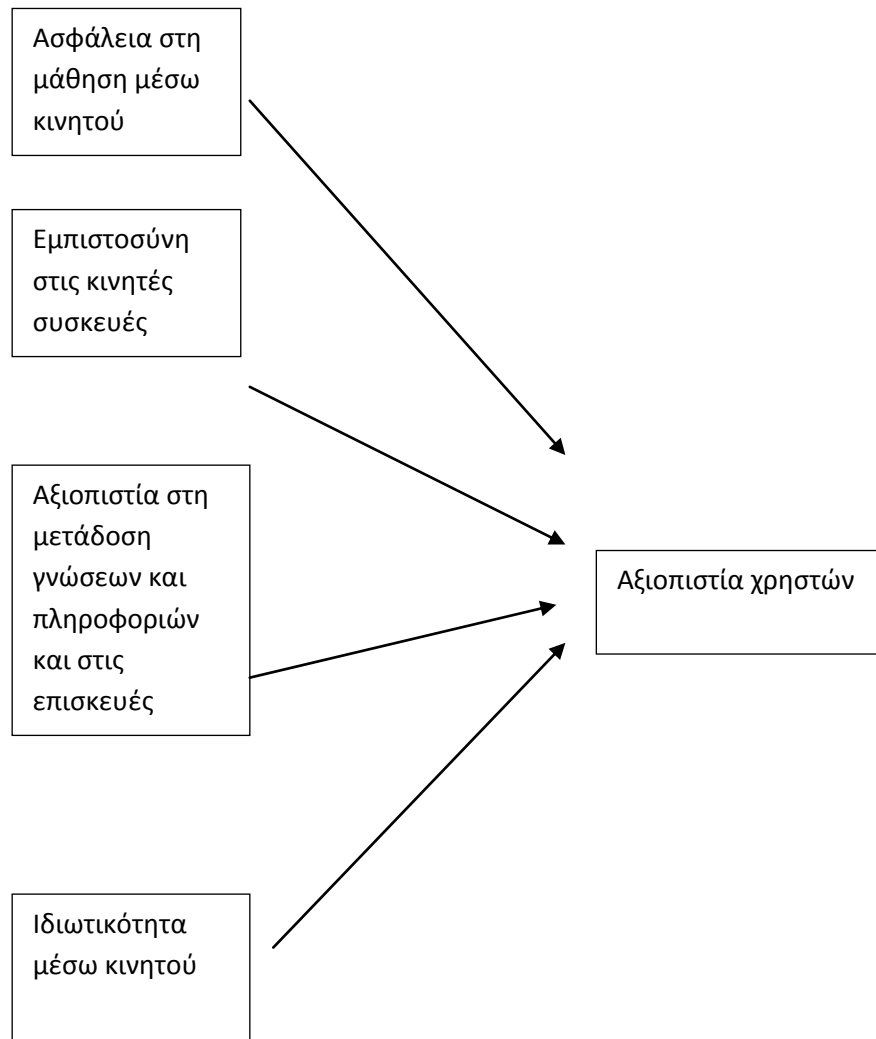 Ασφάλεια στη
μάθηση μέσω
κινητού
Εμπιστοσύνη
στις κινητές
συσκευές
Αξιοπιστία στη
μετάδοση
γνώσεων και
πληροφοριών
και στις
επισκευές
Αξιοπιστία χρηστών
Ιδιωτικότητα
μέσω κινητού